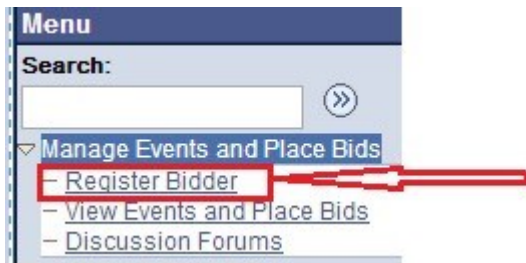 Menu
Search:
Manage Events and Place Bids
– Register Bidder
– View Events and Place Bids
– Discussion Forums